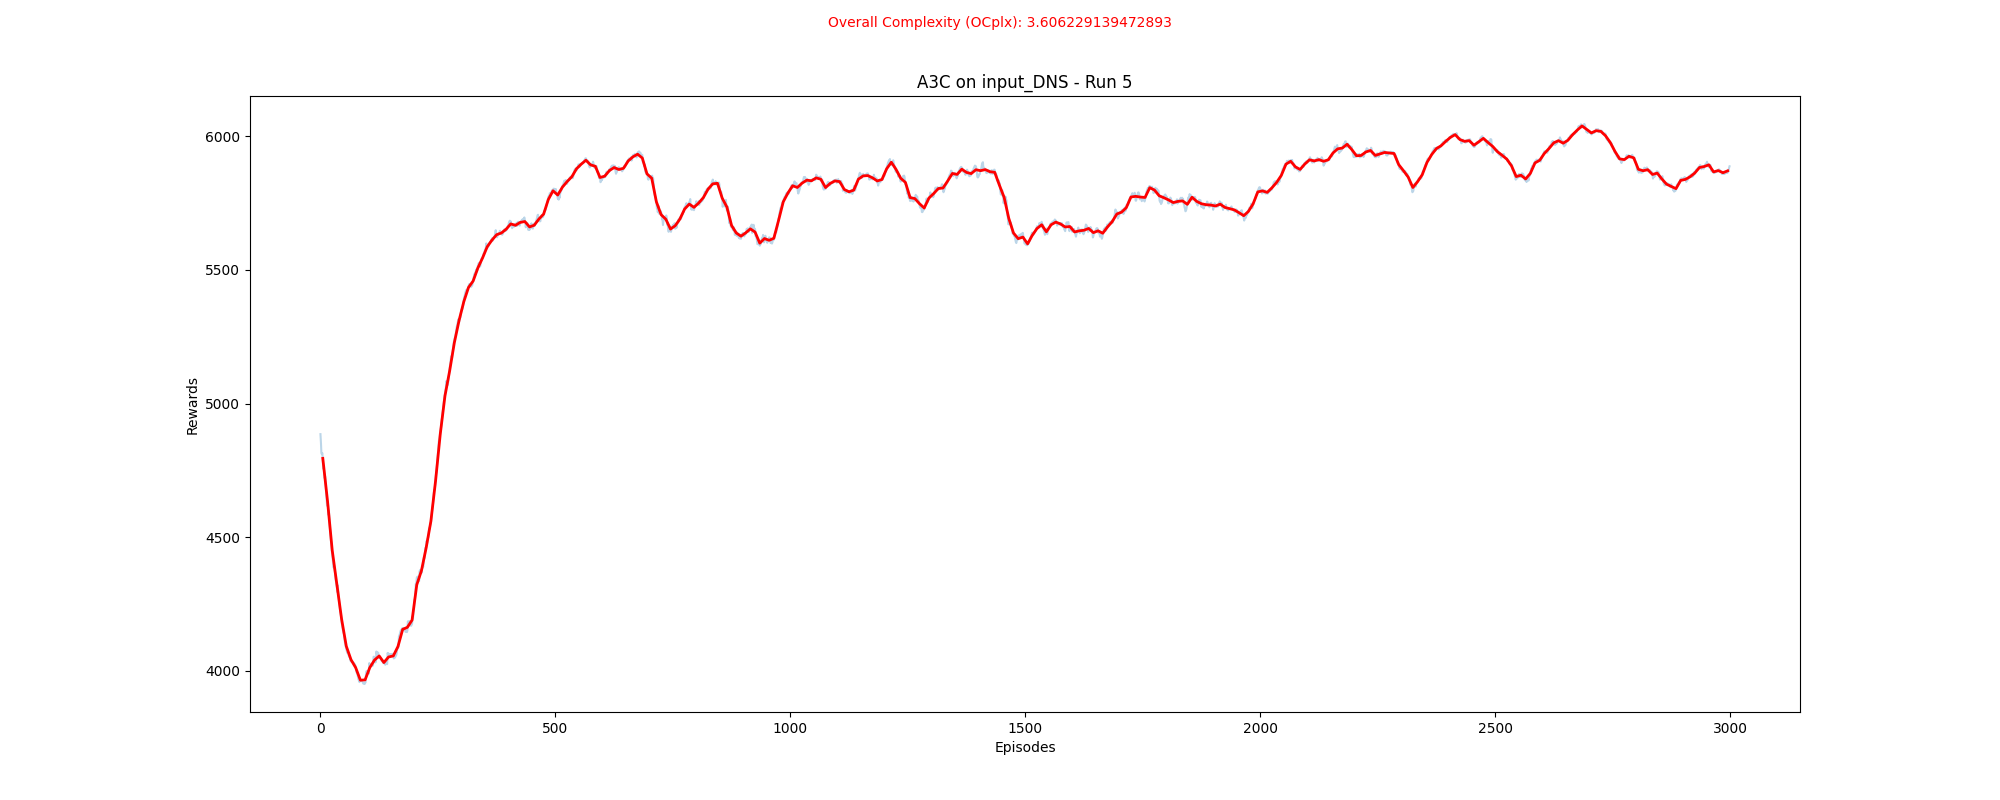 Overall Complexity (OCplx): 3.606229139472893
A3C on input_DNS - Run 5
6000
5500
5000
4500
4000
Rewards
0 500 1000 1500 2000 2500 3000
Episodes